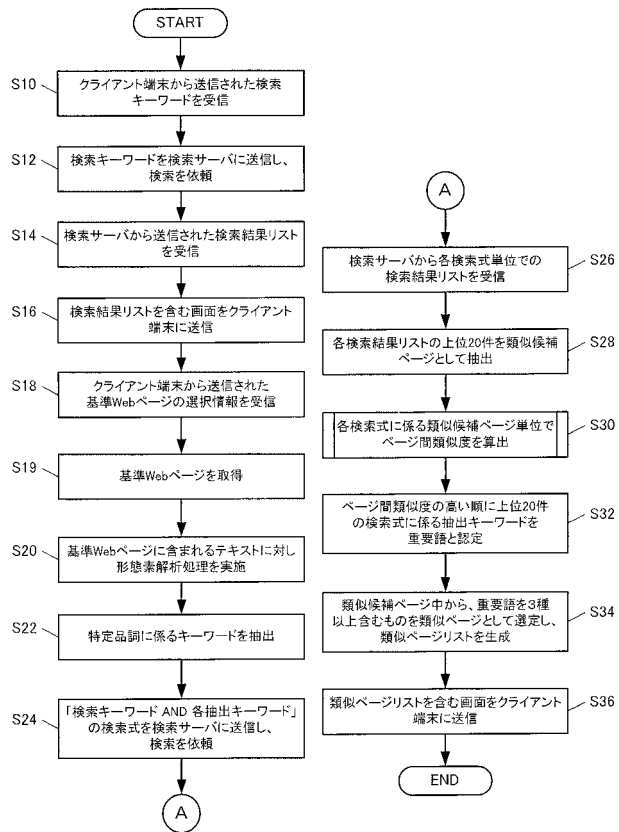 START
S10
クライアント端末から送信された検索
キーワードを受信
S12
検索キーワードを検索サーバに送信し、
検索を依頼
S14
検索サーバから送信された検索結果リスト
を受信
S16
検索結果リストを含む画面をクライアント
端末に送信
S18
クライアント端末から送信された
基準Webページの選択情報を受信
S19
基準Webページを取得
S20
基準Webページに含まれるテキストに対し
形態素解析処理を実施
S22
特定品詞に係るキーワードを抽出
S24
「検索キーワード AND 各抽出キーワード」
の検索式を検索サーバに送信し、
検索を依頼
A
A
検索サーバから各検索式単位での
検索結果リストを受信
S26
各検索結果リストの上位20件を類似候補
ページとして抽出
S28
各検索式に係る類似候補ページ単位で
ページ間類似度を算出
S30
ページ間類似度の高い順に上位20件
の検索式に係る抽出キーワードを
重要語と認定
S32
類似候補ページ中から、重要語を3種
以上含むものを類似ページとして選定し、
類似ページリストを生成
S34
類似ページリストを含む画面をクライアント
端末に送信
S36
END